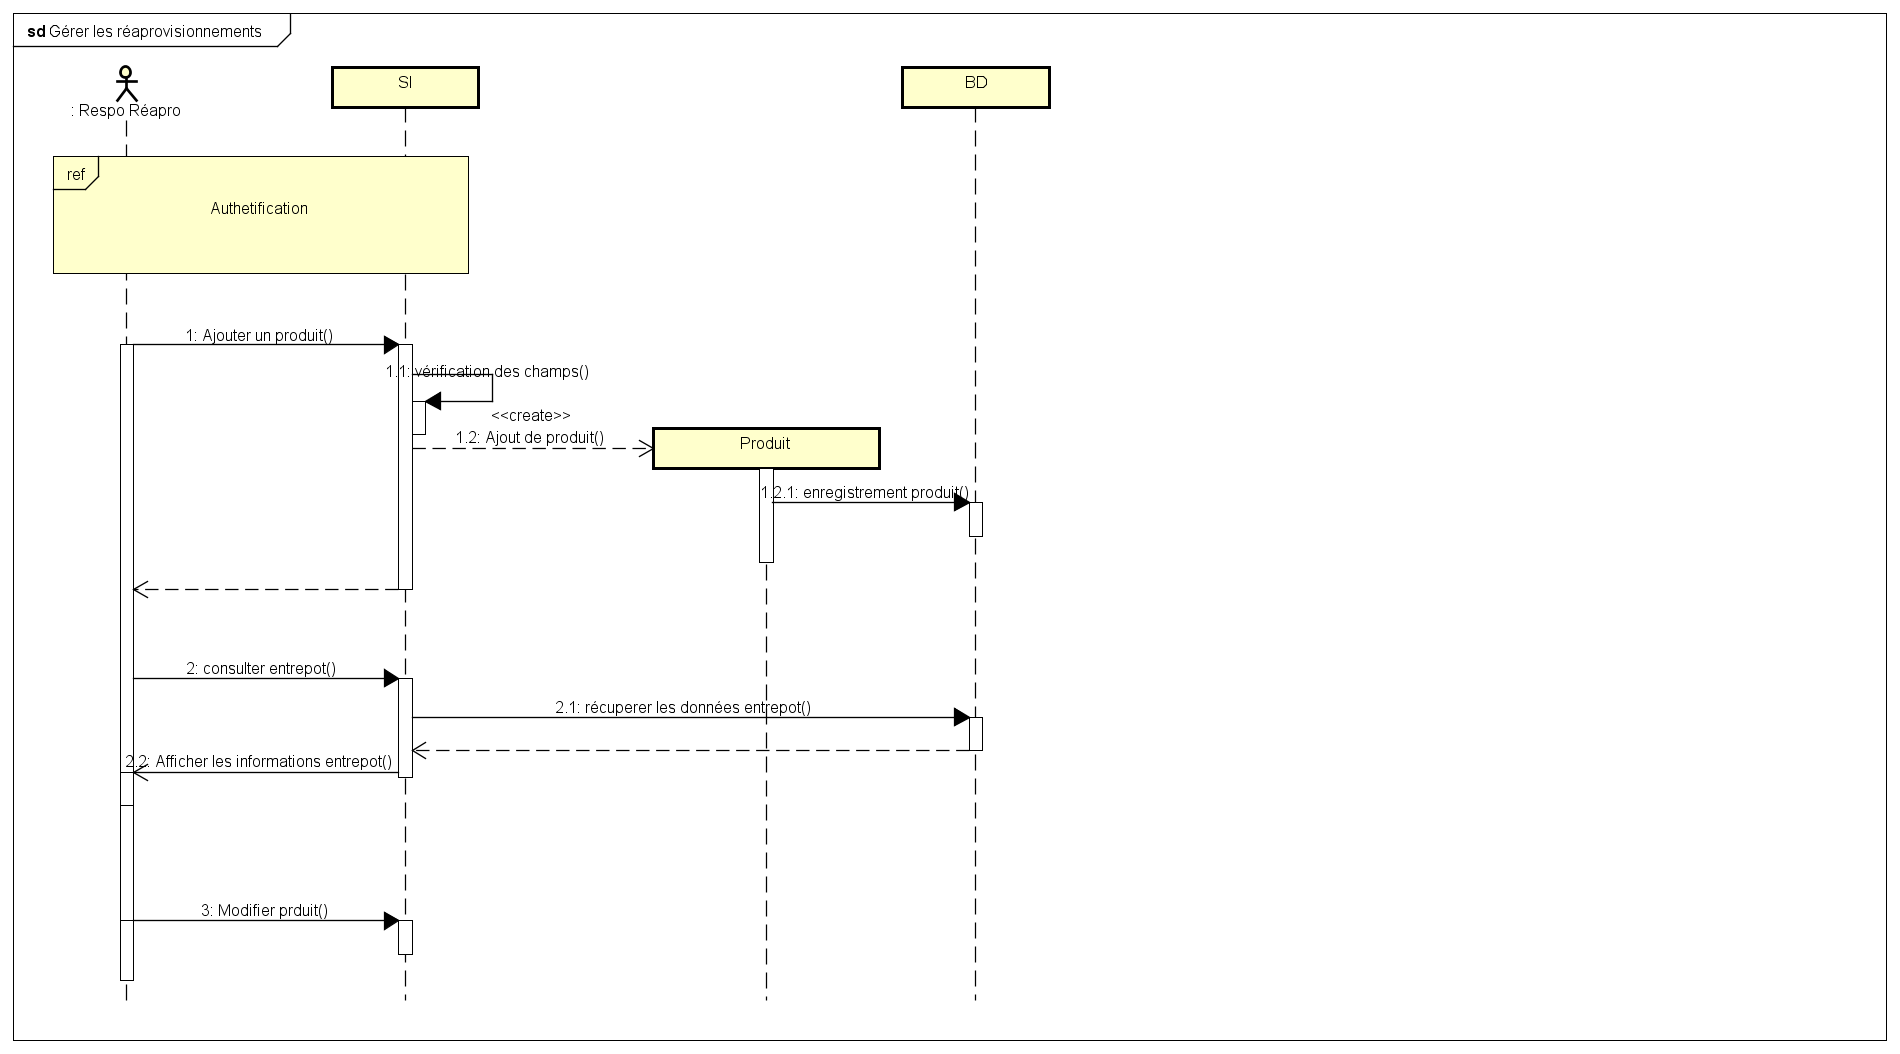 sd Gérer les réaprovisionnements
: Respo Réapro
SI
BD
ref
Authetification
1: Ajouter un produit()
1.1: vérification des champs()
<<create>>
1.2: Ajout de produit()
Produit
1.2.1: enregistrement produit()
2: consulter entrepot()
2.1: récuperer les données entrepot()
2.2: Afficher les informations entrepot()
3: Modifier prduit()